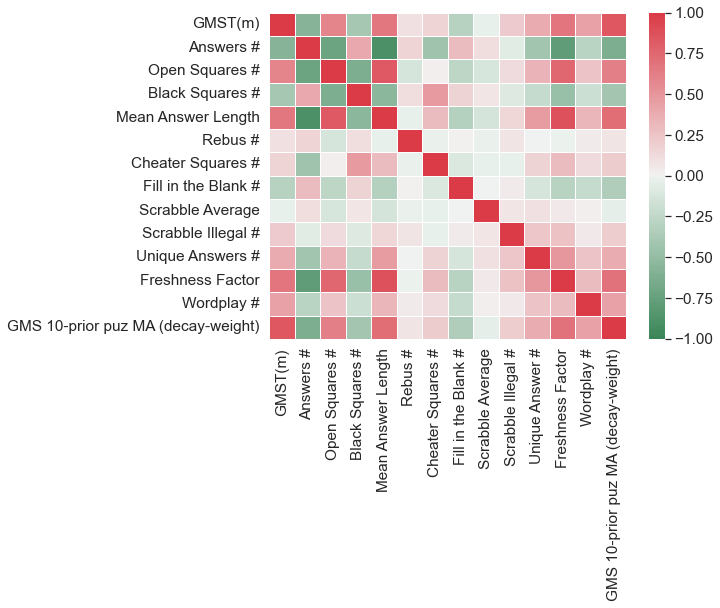 GMST(m)
Answers #
Open Squares #
Black Squares #
Mean Answer Length
Rebus #
Cheater Squares #
Fill in the Blank #
Scrabble Average
Scrabble Illegal #
Unique Answers #
Freshness Factor
Wordplay #
GMS 10-prior puz MA (decay-weight)
GMST(m)
Answers #
Open Squares #
Black Squares #
Mean Answer Length
Rebus #
Cheater Squares #
Fill in the Blank #
Scrabble Average
Scrabble Illegal #
Unique Answer #
Freshness Factor
Wordplay #
GMS 10-prior puz MA (decay-weight)
1.00
0.75
0.50
0.25
0.00
−0.25
−0.50
−0.75
−1.00